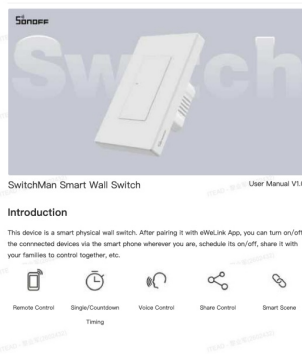 SONOFF
Switch
SwitchMan Smart Wall Switch
User Manual V1.0
Introduction
This device is a smart physical wall switch. After pairing it with eWeLink App, you can turn on/off
the connnected devices via the smart phone wherever you are, schedule its on/off, share it with
your families to control together, etc.
Remote Control
Single/Countdown
Timing
Voice Control
Share Control
Smart Scene